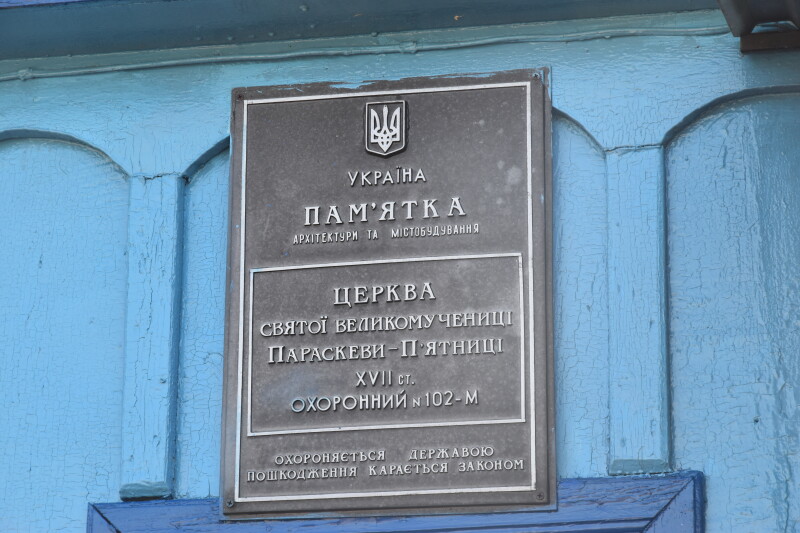 УКРАЇНА
ПАМ'ЯТКА
АРХІТЕКТУРИ ТА МІСТОБУДУВАННЯ
ЦЕРКВА
СВЯТОЇ ВЕЛИКОМУЧЕНИЦІ
ПАРАСКЕВИ–П'ЯТНИЦІ
XVII СТ.
ОХОРОННИЙ N 102-М
ОХОРОНЯЄТЬСЯ ДЕРЖАВОЮ
ПОШКОДЖЕННЯ КАРАЄТЬСЯ ЗАКОНОМ